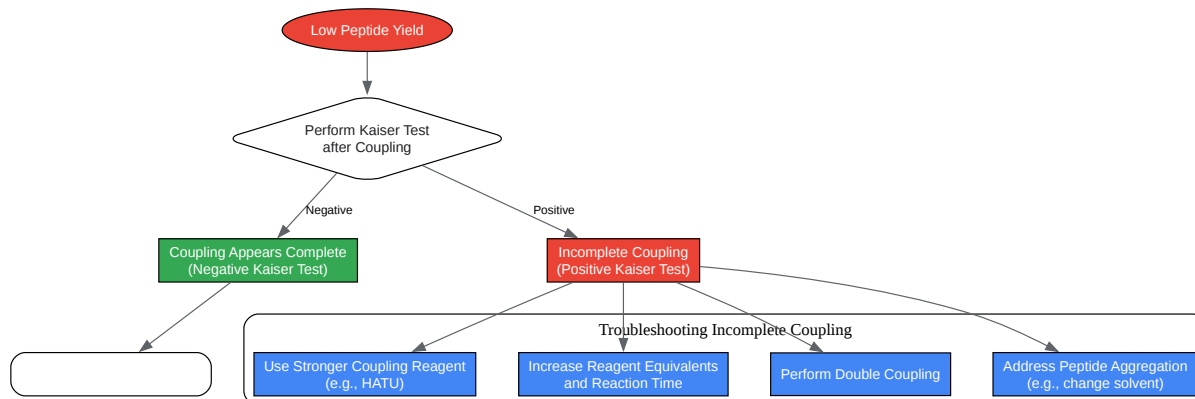 Low Peptide Yield
Perform Kaiser Test
after Coupling
Negative
Positive
Coupling Appears Complete
(Negative Kaiser Test)
Incomplete Coupling
(Positive Kaiser Test)
Troubleshooting Incomplete Coupling
Use Stronger Coupling Reagent
(e.g., HATU)
Increase Reagent Equivalents
and Reaction Time
Perform Double Coupling
Address Peptide Aggregation
(e.g., change solvent)